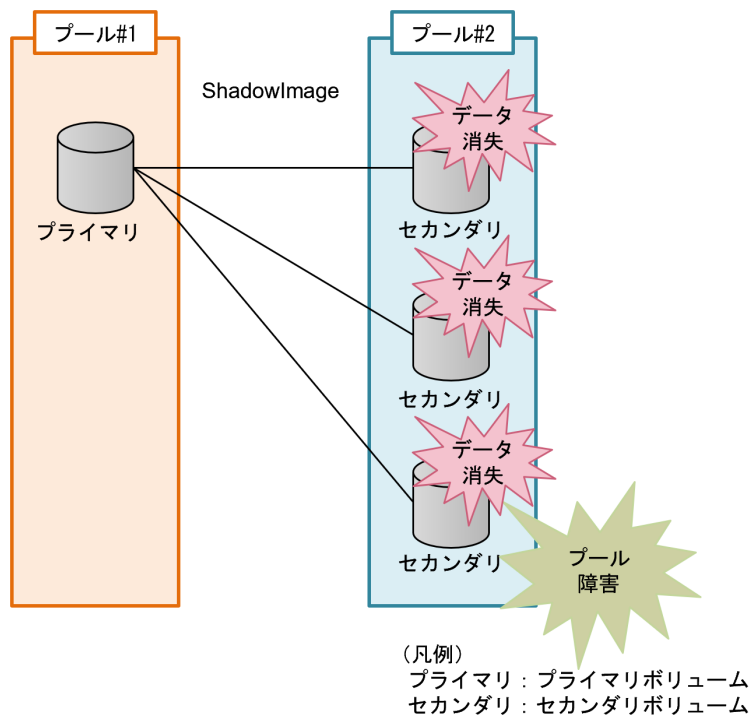 プール#1
プール#2
ShadowImage
データ
消失
プライマリ
セカンダリ
データ
消失
セカンダリ
データ
消失
セカンダリ
プール
障害
（凡例）
プライマリ：プライマリボリューム
セカンダリ：セカンダリボリューム